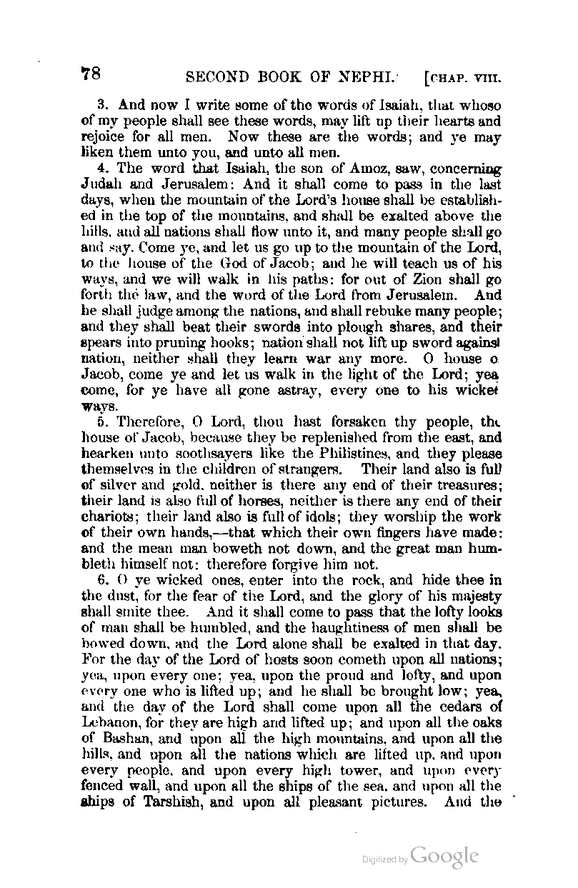 78 SECOND BOOK OF NEPHI. [CHAP. VIII.
3. And now I write some of the words of Isaiah, that whoso
of my people shall see these words, may lift up their hearts and
rejoice for all men. Now these are the words; and ye may
liken them unto you, and unto all men.
4. The word that Isaiah, the son of Amoz, saw, concerning
Judah and Jerusalem: And it shall come to pass in the last
days, when the mountain of the Lord's house shall be establish-
ed in the top of the mountains, and shall be exalted above the
hills, and all nations shall flow unto it, and many people shall go
and say. Come ye, and let us go up to the mountain of the Lord,
to the house of the God of Jacob; and he will teach us of his
ways, and we will walk in his paths: for out of Zion shall go
forth the law, and the word of the Lord from Jerusalem. And
he shall judge among the nations, and shall rebuke many people;
and they shall beat their swords into plough shares, and their
spears into pruning hooks; nation shall not lift up sword against
nation, neither shall they learn war any more. O house o
Jacob, come ye and let us walk in the light of the Lord; yea
come, for ye have all gone astray, every one to his wicked
ways.
5. Therefore, O Lord, thou hast forsaken thy people, the
house of Jacob, because they be replenished from the east, and
hearken unto soothsayers like the Philistines, and they please
themselves in the children of strangers. Their land also is full
of silver and gold, neither is there any end of their treasures;
their land is also full of horses, neither is there any end of their
chariots; their land also is full of idols; they worship the work
of their own hands,—that which their own fingers have made:
and the mean man boweth not down, and the great man hum-
bleth himself not: therefore forgive him not.
6. O ye wicked ones, enter into the rock, and hide thee in
the dust, for the fear of the Lord, and the glory of his majesty
shall smite thee. And it shall come to pass that the lofty looks
of man shall be humbled, and the haughtiness of men shall be
bowed down, and the Lord alone shall be exalted in that day.
For the day of the Lord of hosts soon cometh upon all nations;
yea, upon every one; yea, upon the proud and lofty, and upon
every one who is lifted up; and he shall be brought low; yea,
and the day of the Lord shall come upon all the cedars of
Lebanon, for they are high and lifted up; and upon all the oaks
of Bashan, and upon all the high mountains, and upon all the
hills, and upon all the nations which are lifted up, and upon
every people, and upon every high tower, and upon every
fenced wall, and upon all the ships of the sea, and upon all the
ships of Tarshish, and upon all pleasant pictures. And the
Digitized by Google